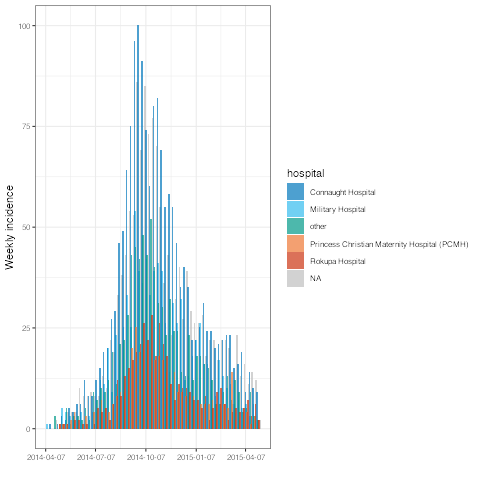 100
75
50
25
0
Weekly incidence
2014-04-07
2014-07-07
2014-10-07
2015-01-07
2015-04-07
hospital
Connaught Hospital
Military Hospital
other
Princess Christian Maternity Hospital (PCMH)
Rokupa Hospital
NA